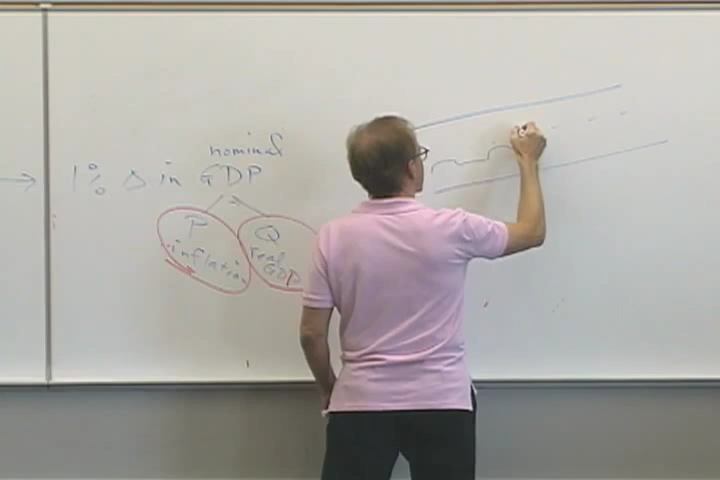 nominal
→ 1% Δ in GDP
P Q
inflation real
GDP